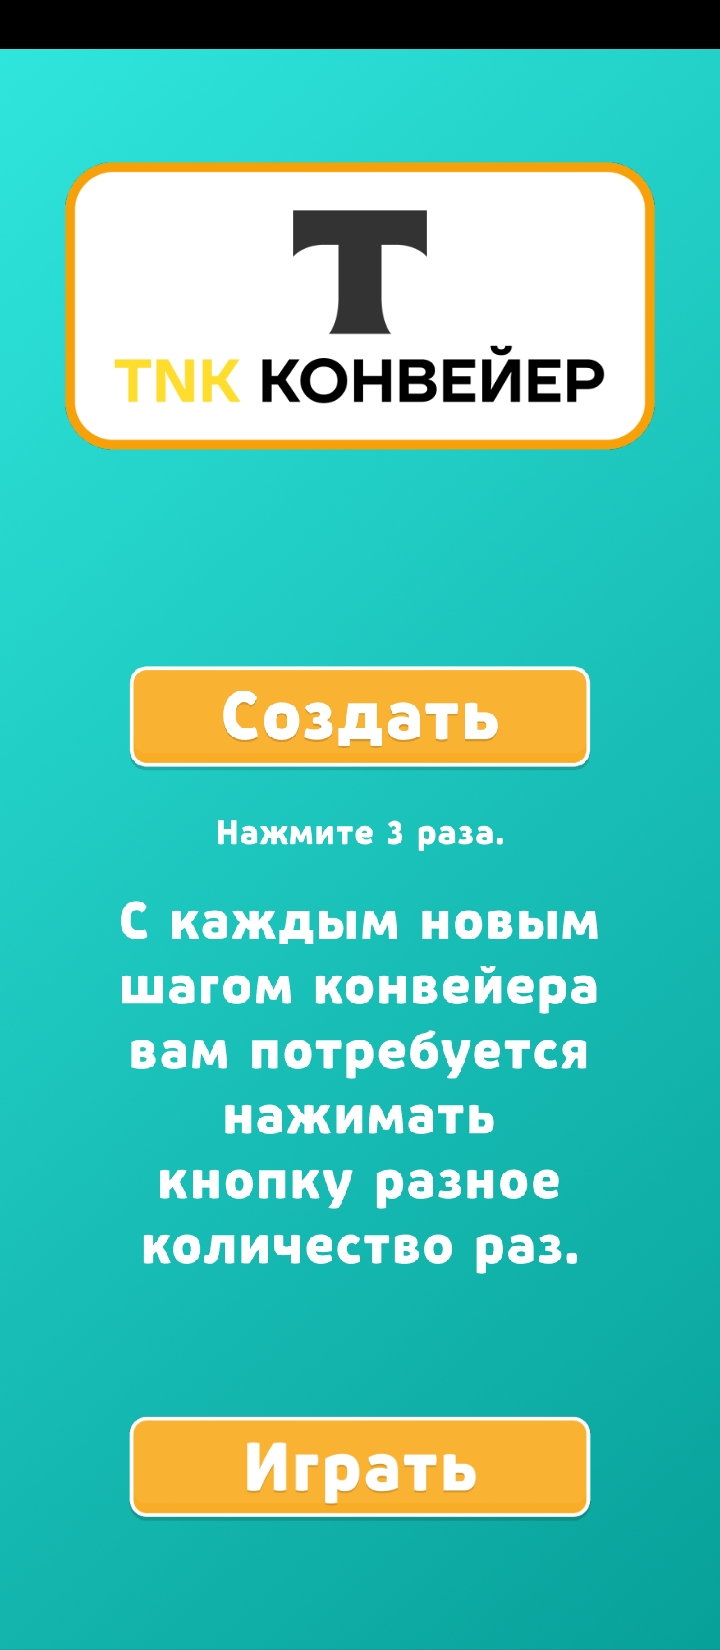 T
TNK КОНВЕЙЕР
Создать
Нажмите 3 раза.
С каждым новым
шагом конвейера
вам потребуется
нажимать
кнопку разное
количество раз.
Играть